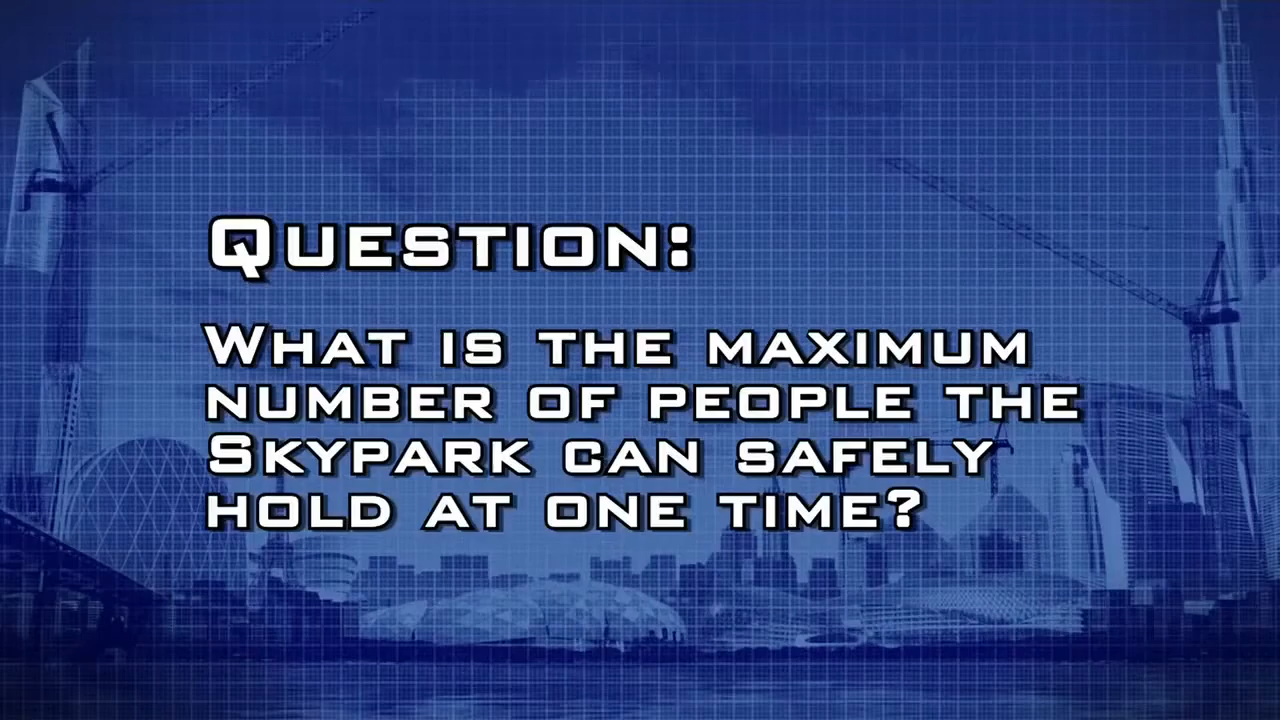 Question:
What is the maximum
number of people the
Skypark can safely
hold at one time?